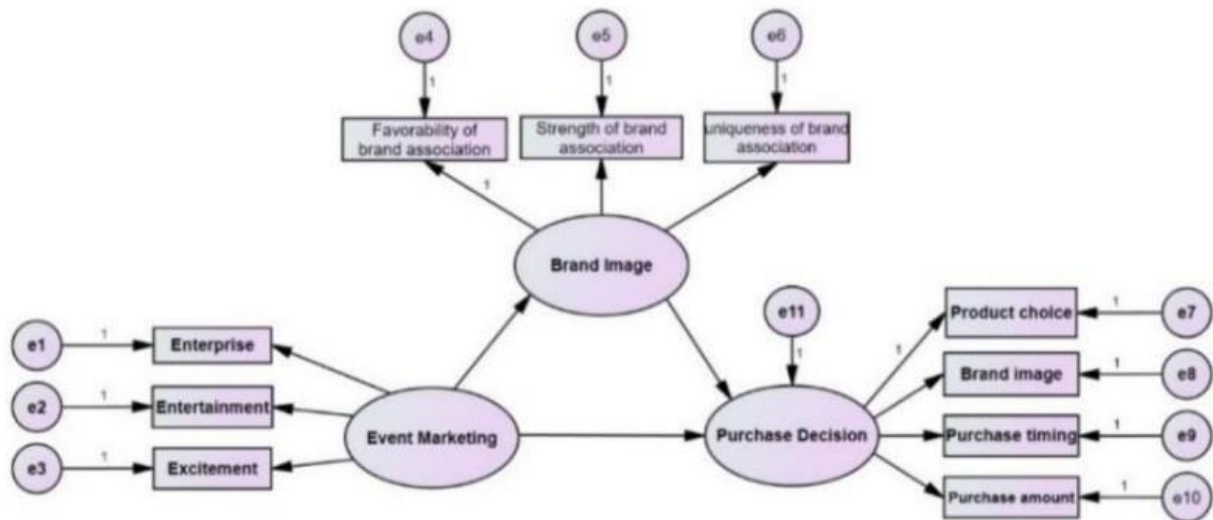 e4
e5
e6
1
1
1
Favorability of
brand association
Strength of brand
association
uniqueness of brand
association
1
Brand Image
e11
1
Product choice
1
e7
1
e1
1
Enterprise
Brand image
1
e8
e2
1
Entertainment
Event Marketing
Purchase Decision
Purchase timing
1
e9
e3
1
Excitement
Purchase amount
1
e10